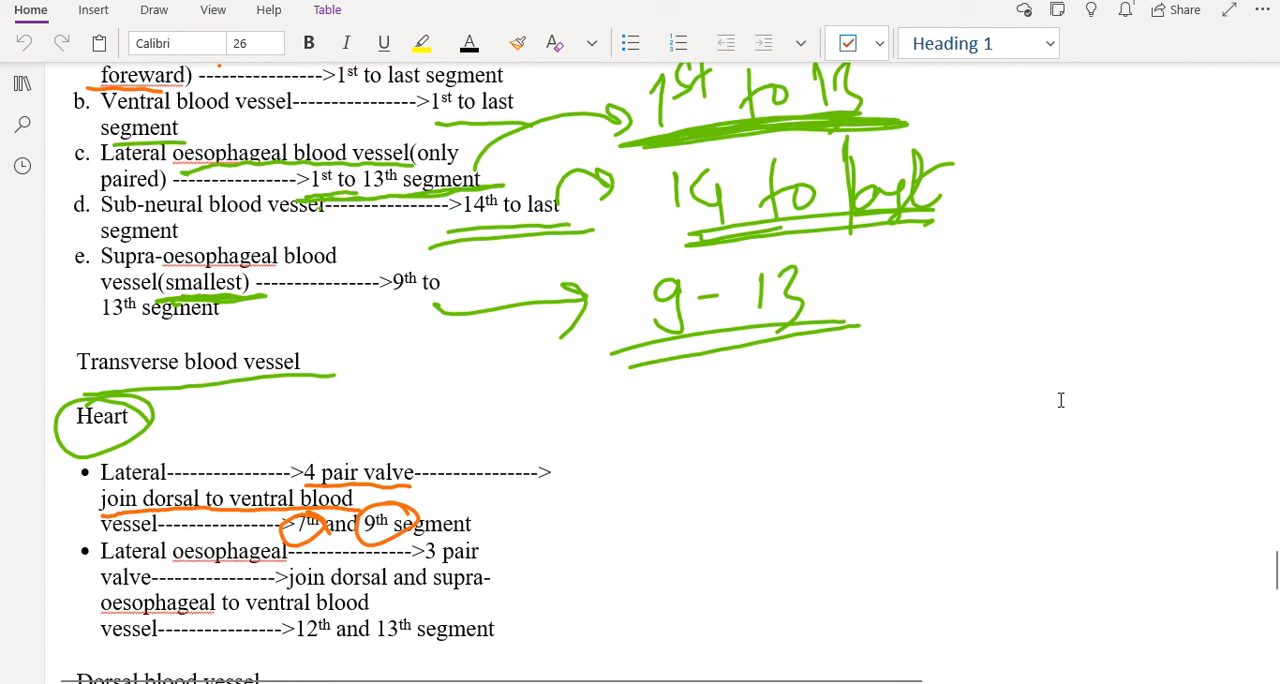 Home Insert Draw View Help Table
Share
Calibri 26 B I U A Heading 1
foreward) ---------------->1st to last segment
b. Ventral blood vessel---------------->1st to last
segment
c. Lateral oesophageal blood vessel(only
paired) ---------------->1st to 13th segment
d. Sub-neural blood vessel---------------->14th to last
segment
e. Supra-oesophageal blood
vessel(smallest) ---------------->9th to
13th segment
1st to 13
14 to last
9 - 13
Transverse blood vessel
Heart
• Lateral---------------->4 pair valve---------------->
join dorsal to ventral blood
vessel---------------->7th and 9th segment
• Lateral oesophageal---------------->3 pair
valve---------------->join dorsal and supra-
oesophageal to ventral blood
vessel---------------->12th and 13th segment
Dorsal blood vessel